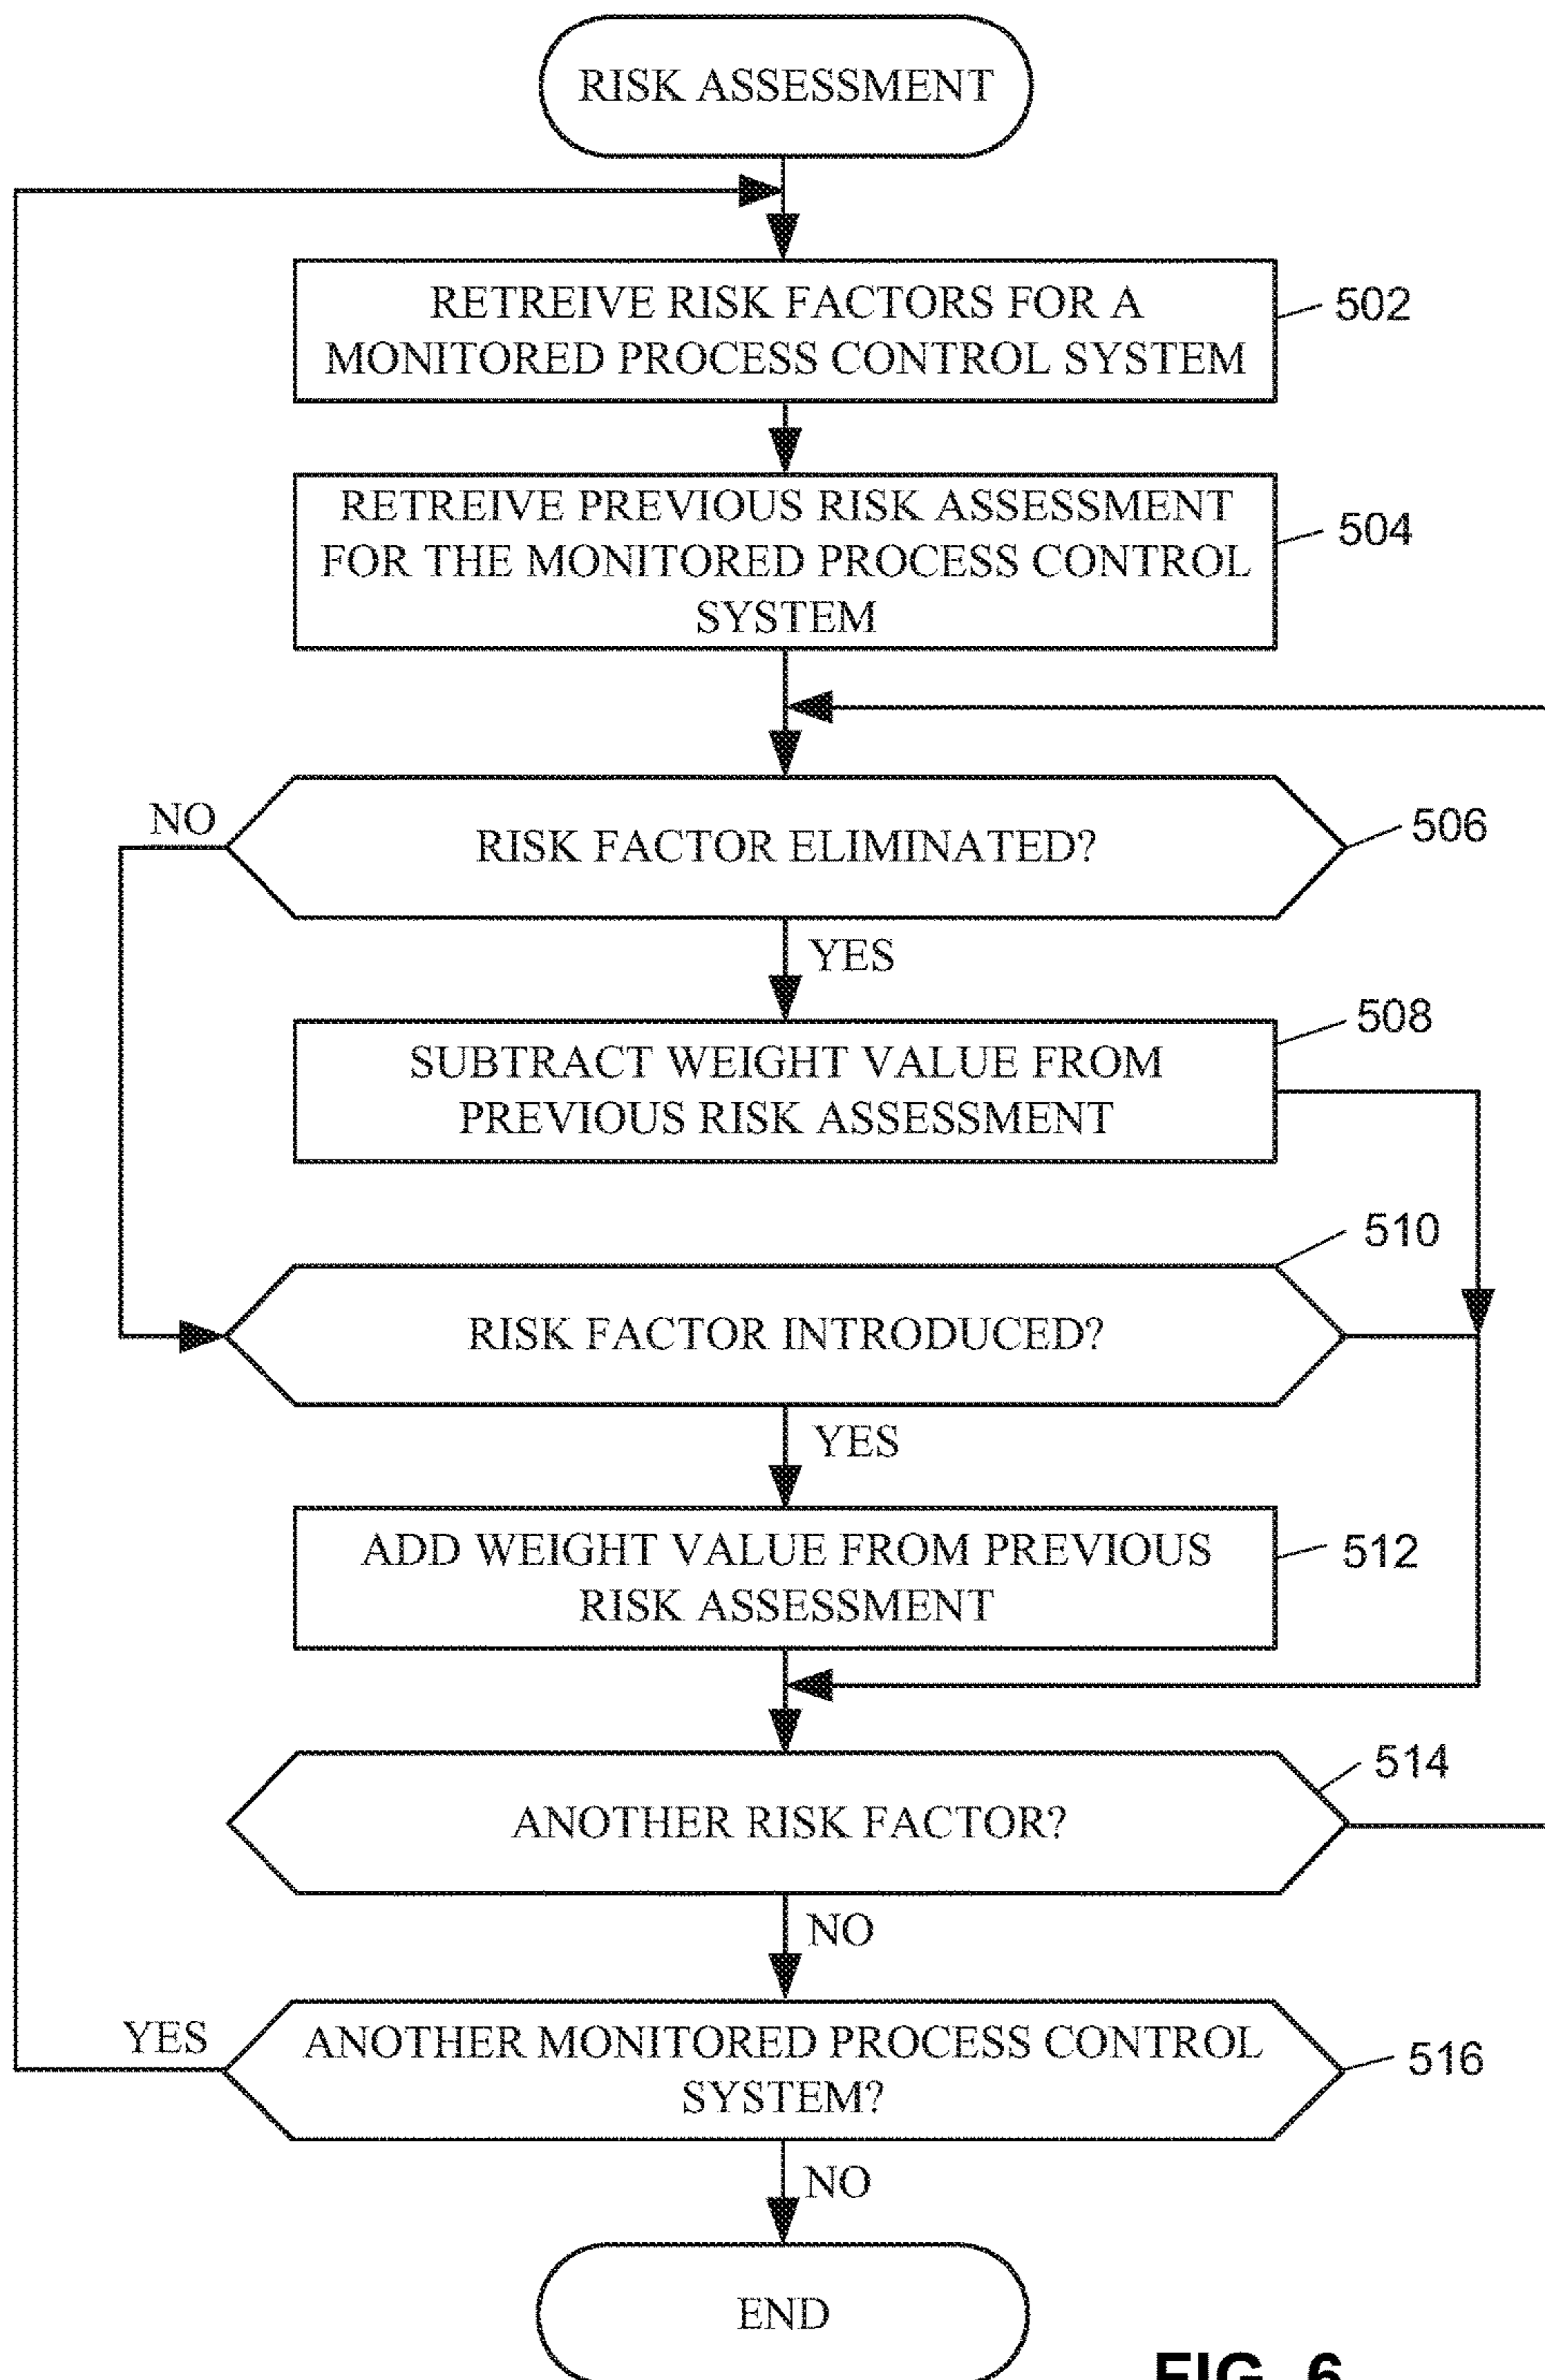 RISK ASSESSMENT
RETREIVE RISK FACTORS FOR A
MONITORED PROCESS CONTROL SYSTEM
502
RETREIVE PREVIOUS RISK ASSESSMENT
FOR THE MONITORED PROCESS CONTROL
SYSTEM
504
NO
RISK FACTOR ELIMINATED?
506
YES
508
SUBTRACT WEIGHT VALUE FROM
PREVIOUS RISK ASSESSMENT
510
RISK FACTOR INTRODUCED?
YES
ADD WEIGHT VALUE FROM PREVIOUS
RISK ASSESSMENT
512
514
ANOTHER RISK FACTOR?
NO
YES
ANOTHER MONITORED PROCESS CONTROL
SYSTEM?
516
NO
END
FIG. 6